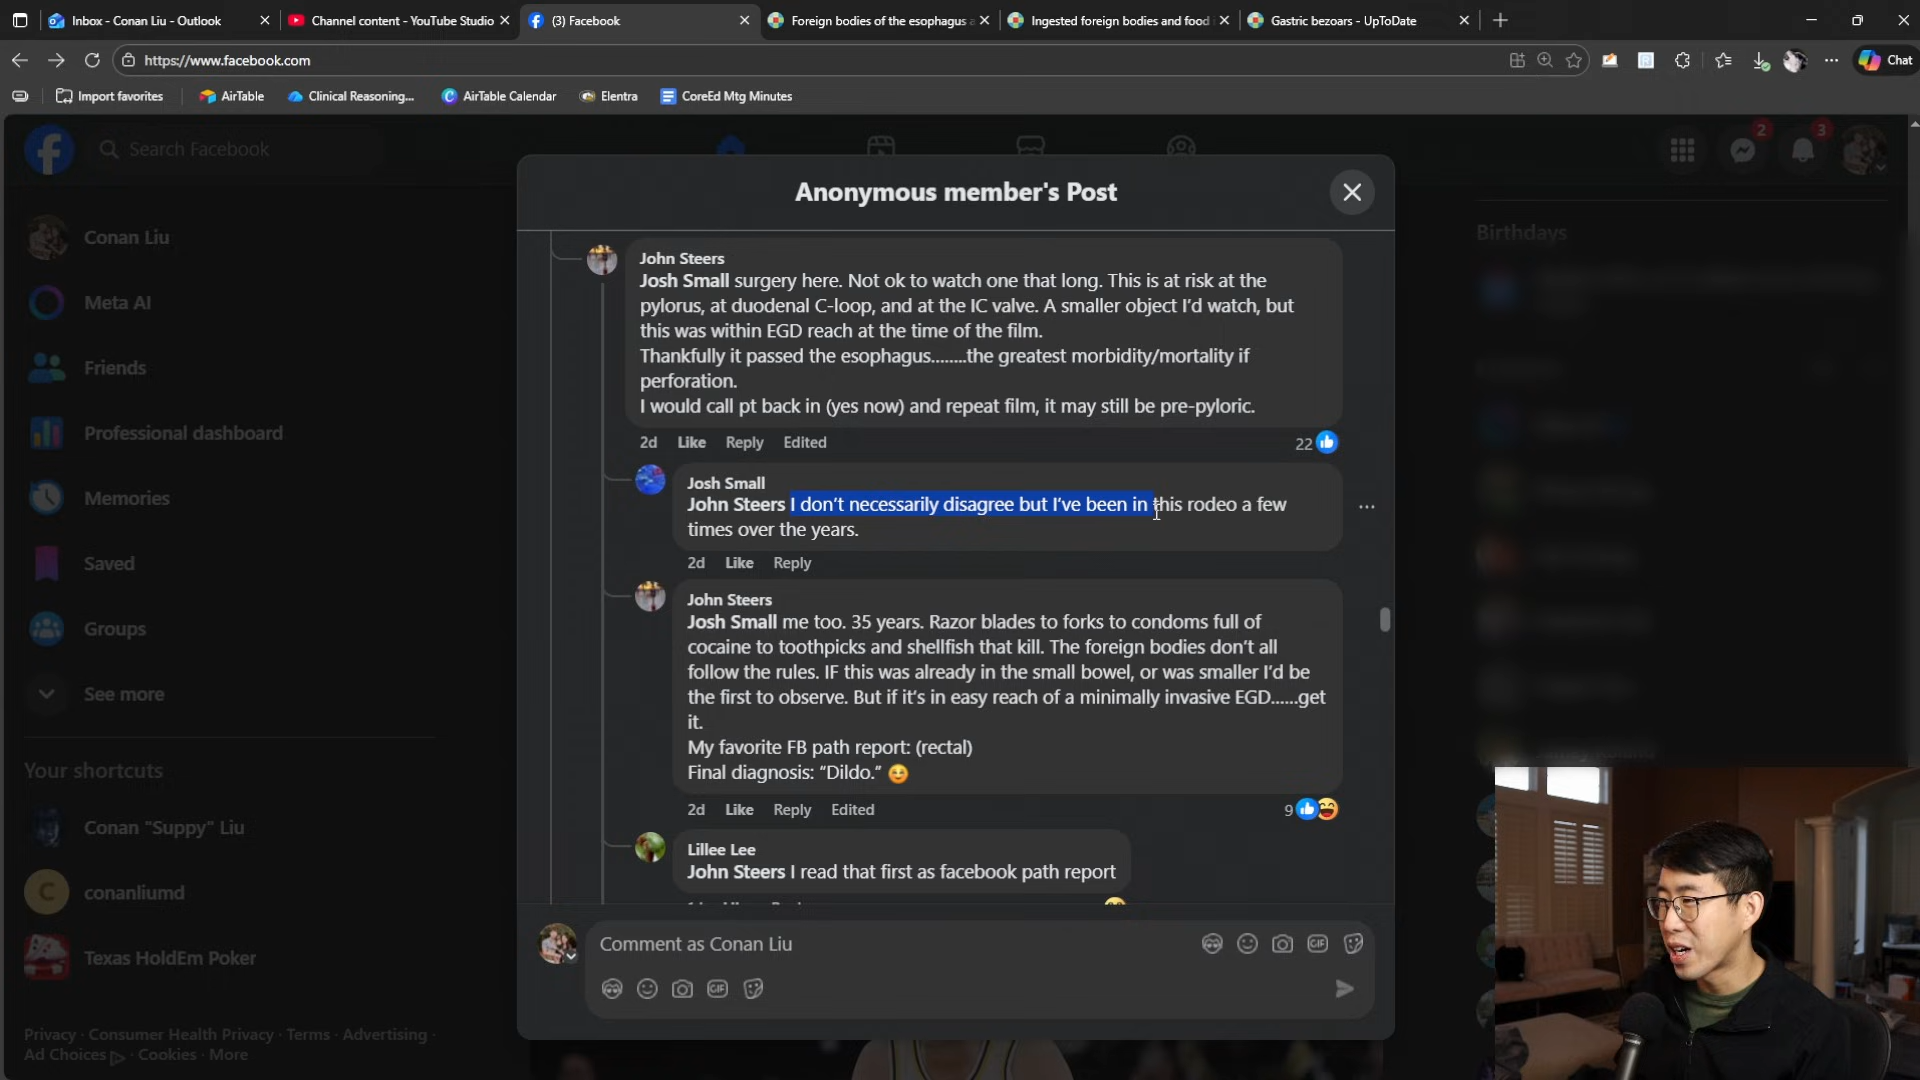 Inbox - Conan Liu - Outlook
Channel content - YouTube Studio
(3) Facebook
Foreign bodies of the esophagus a
Ingested foreign bodies and food
Gastric bezoars - UpToDate
https://www.facebook.com
Chat
Import favorites
AirTable
Clinical Reasoning...
AirTable Calendar
Elentra
CoreEd Mtg Minutes
Search Facebook
2
3
Anonymous member's Post
Conan Liu
Meta AI
Friends
Professional dashboard
Memories
Saved
Groups
See more
Your shortcuts
Conan "Suppy" Liu
C
conanliumd
Texas HoldEm Poker
Privacy · Consumer Health Privacy · Terms · Advertising ·
Ad Choices · Cookies · More
John Steers
Josh Small surgery here. Not ok to watch one that long. This is at risk at the
pylorus, at duodenal C-loop, and at the IC valve. A smaller object I'd watch, but
this was within EGD reach at the time of the film.
Thankfully it passed the esophagus........the greatest morbidity/mortality if
perforation.
I would call pt back in (yes now) and repeat film, it may still be pre-pyloric.
2d Like Reply Edited
22
Josh Small
John Steers I don't necessarily disagree but I've been in this rodeo a few
times over the years.
2d Like Reply
John Steers
Josh Small me too. 35 years. Razor blades to forks to condoms full of
cocaine to toothpicks and shellfish that kill. The foreign bodies don't all
follow the rules. IF this was already in the small bowel, or was smaller I'd be
the first to observe. But if it's in easy reach of a minimally invasive EGD......get
it.
My favorite FB path report: (rectal)
Final diagnosis: "Dildo." 😊
2d Like Reply Edited
9
Lillee Lee
John Steers I read that first as facebook path report
Comment as Conan Liu
GIF
GIF
Birthdays